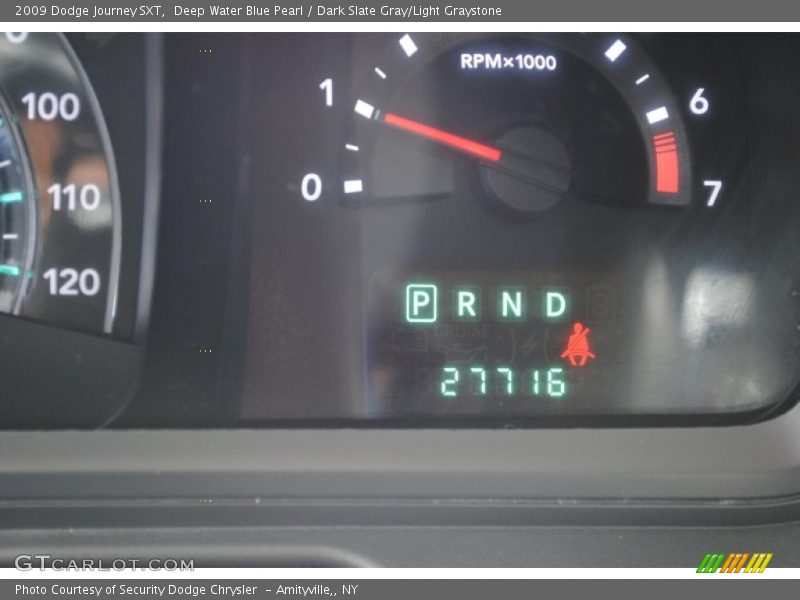 2009 Dodge Journey SXT, Deep Water Blue Pearl / Dark Slate Gray/Light Graystone
RPM×1000
1
6
100
0
7
110
120
P R N D
CRUISE
27716
GTCARLOT.COM
Photo Courtesy of Security Dodge Chrysler - Amityville,, NY